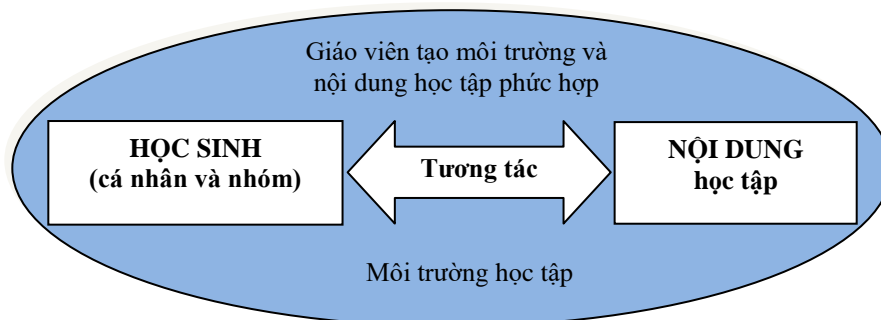 Giáo viên tạo môi trường và
nội dung học tập phức hợp
HỌC SINH
(cá nhân và nhóm)
Tương tác
NỘI DUNG
học tập
Môi trường học tập